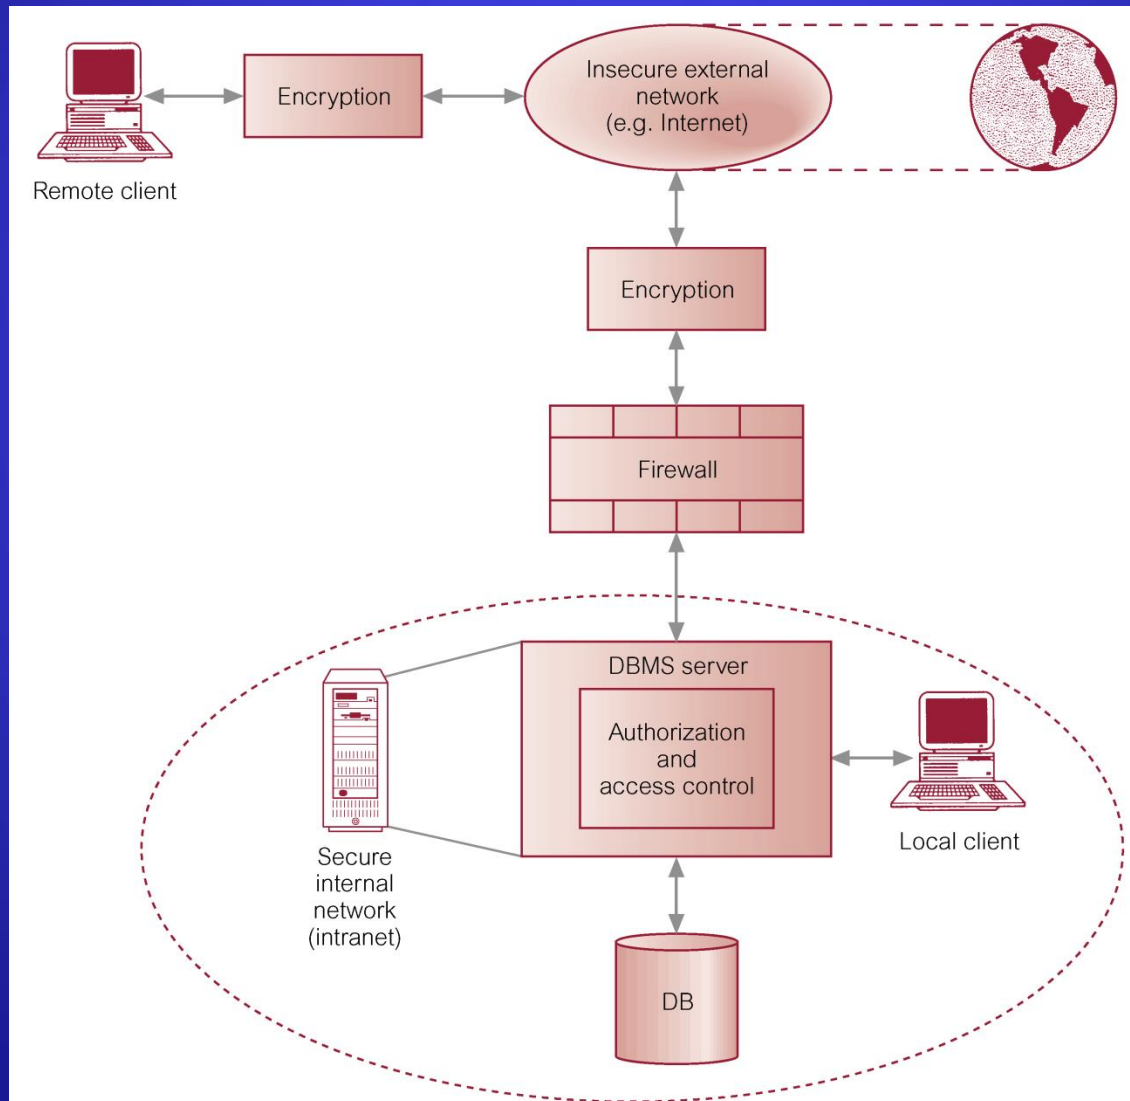 Encryption
Insecure external
network
(e.g. Internet)
Remote client
Encryption
Firewall
DBMS server
Authorization
and
access control
Local client
Secure
internal
network
(intranet)
DB